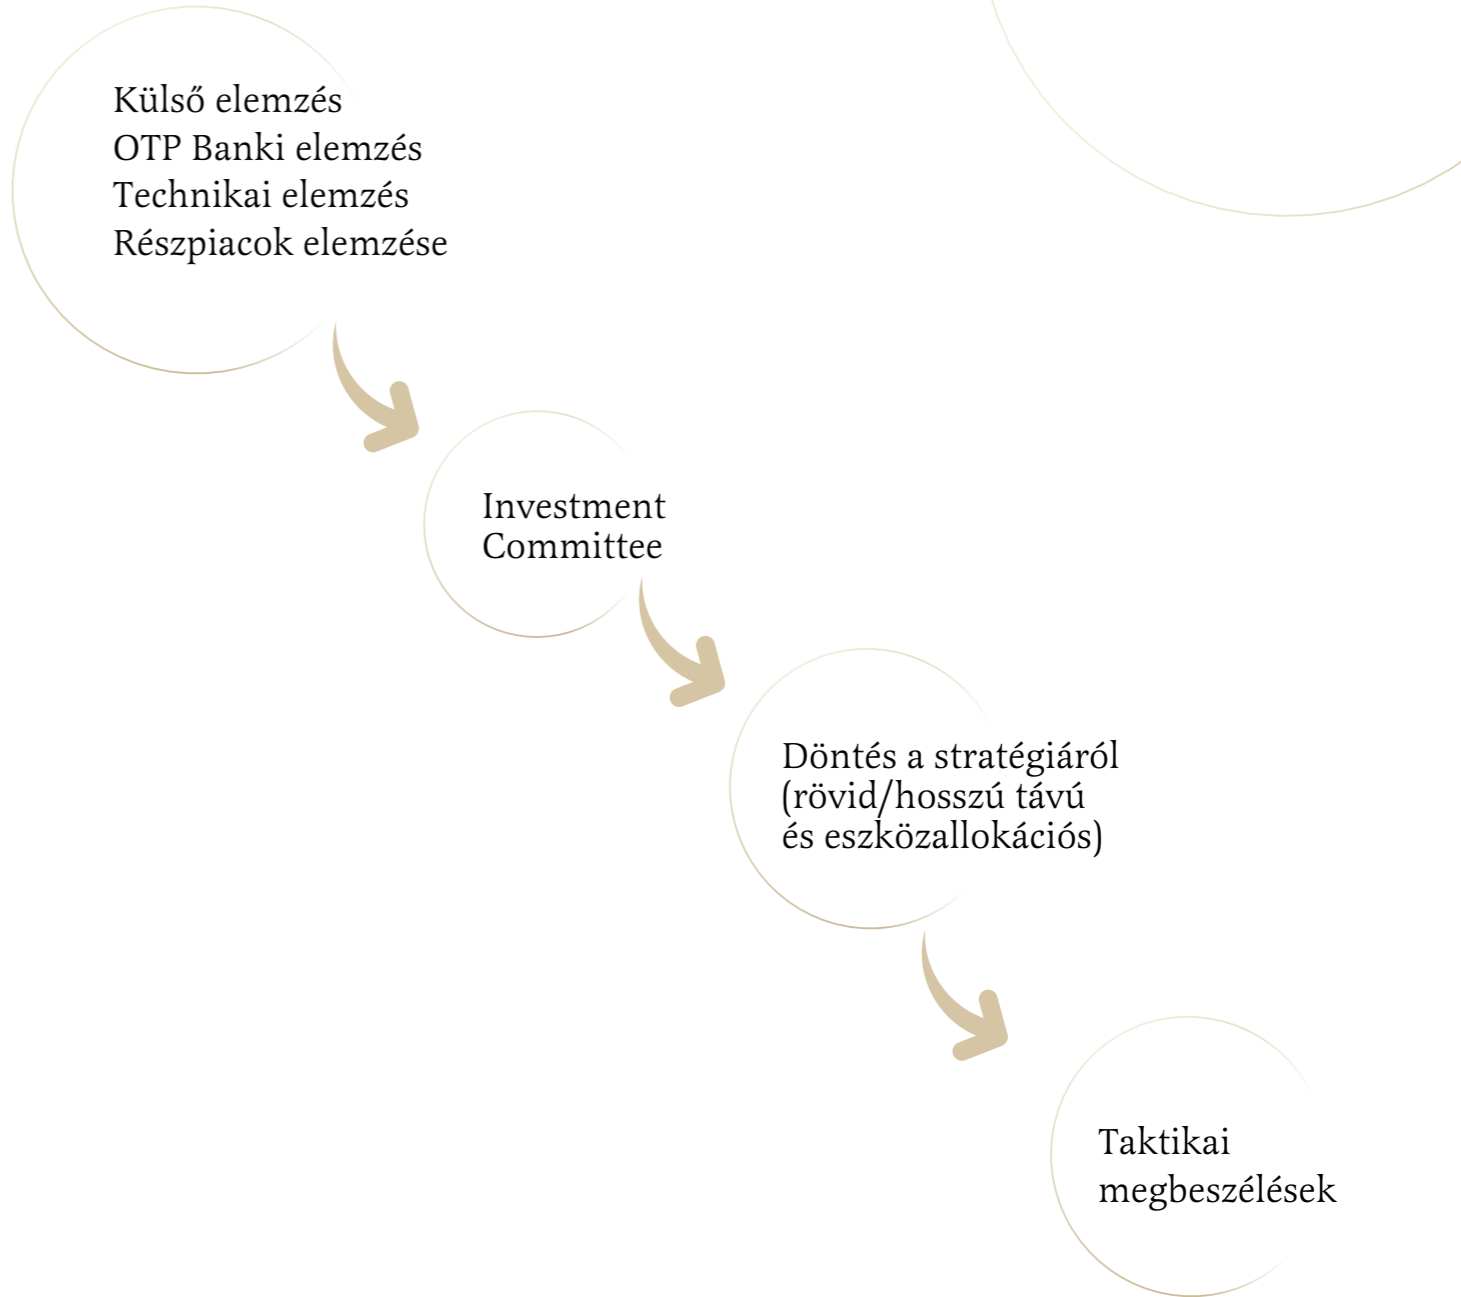 Külső elemzés
OTP Banki elemzés
Technikai elemzés
Részpiacok elemzése
Investment
Committee
Döntés a stratégiáról
(rövid/hosszú távú
és eszközallokációs)
Taktikai
megbeszélések